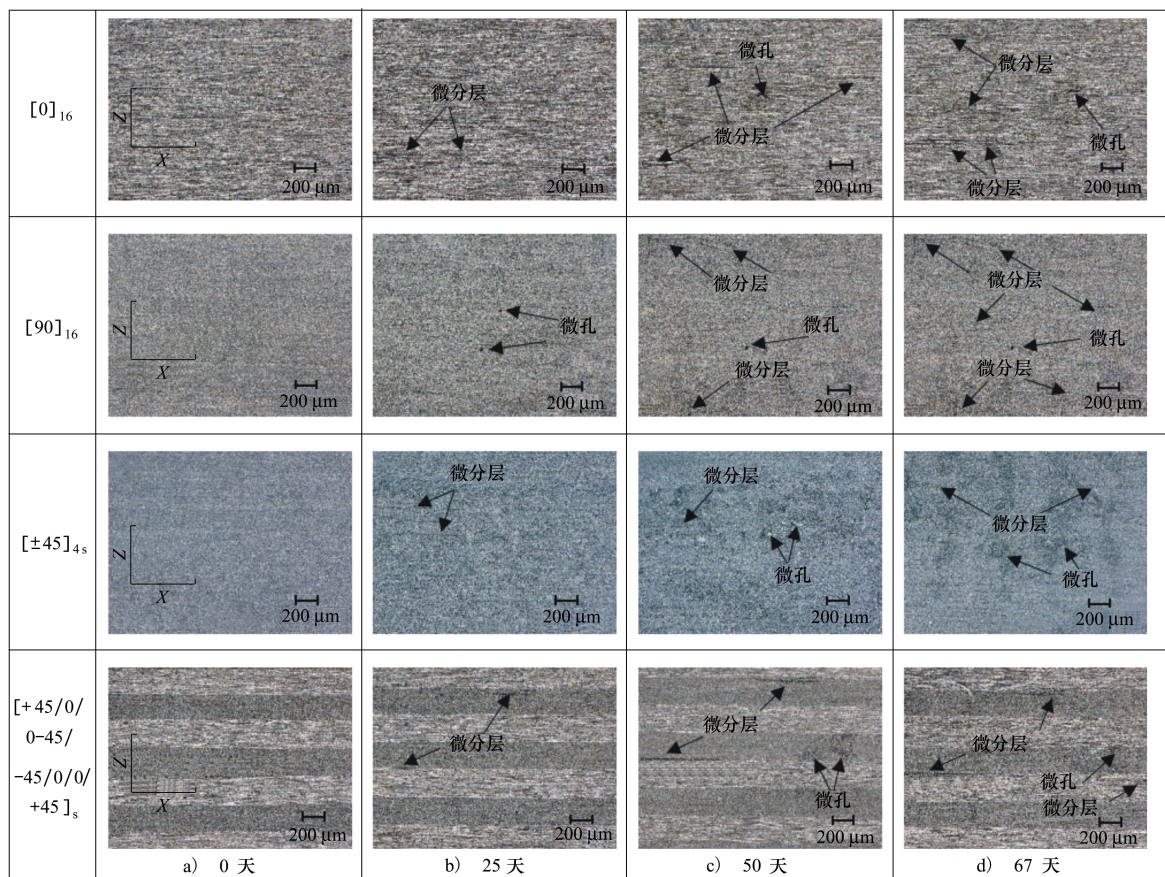 [0]16
Z
X
200 μm
微分层
200 μm
微孔
微分层
200 μm
微分层
微孔
微分层
200 μm
[90]16
Z
X
200 μm
微孔
200 μm
微分层
微孔
微分层
200 μm
微分层
微孔
微分层
200 μm
[±45]4s
Z
X
200 μm
微分层
200 μm
微分层
微孔
200 μm
微分层
微孔
200 μm
[+45/0/
0-45/
-45/0/0/
+45]s
Z
X
200 μm
微分层
200 μm
微分层
微孔
200 μm
微分层
微孔
微分层
200 μm
a) 0 天
b) 25 天
c) 50 天
d) 67 天